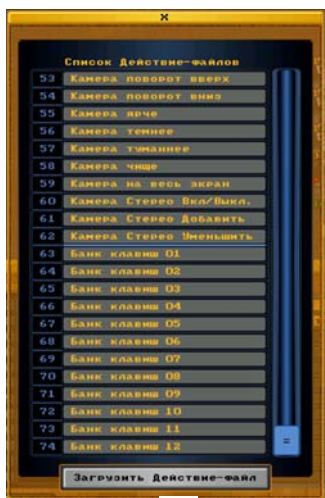 x
Список Действие-файлов
53 Камера поворот вверх
54 Камера поворот вниз
55 Камера ярче
56 Камера темнее
57 Камера туманнее
58 Камера чище
59 Камера на весь экран
60 Камера Стерео Вкл/Выкл.
61 Камера Стерео Добавить
62 Камера Стерео Уменьшить
63 Банк клавиш 01
64 Банк клавиш 02
65 Банк клавиш 03
66 Банк клавиш 04
67 Банк клавиш 05
68 Банк клавиш 06
69 Банк клавиш 07
70 Банк клавиш 08
71 Банк клавиш 09
72 Банк клавиш 10
73 Банк клавиш 11
74 Банк клавиш 12
Загрузить Действие-файл